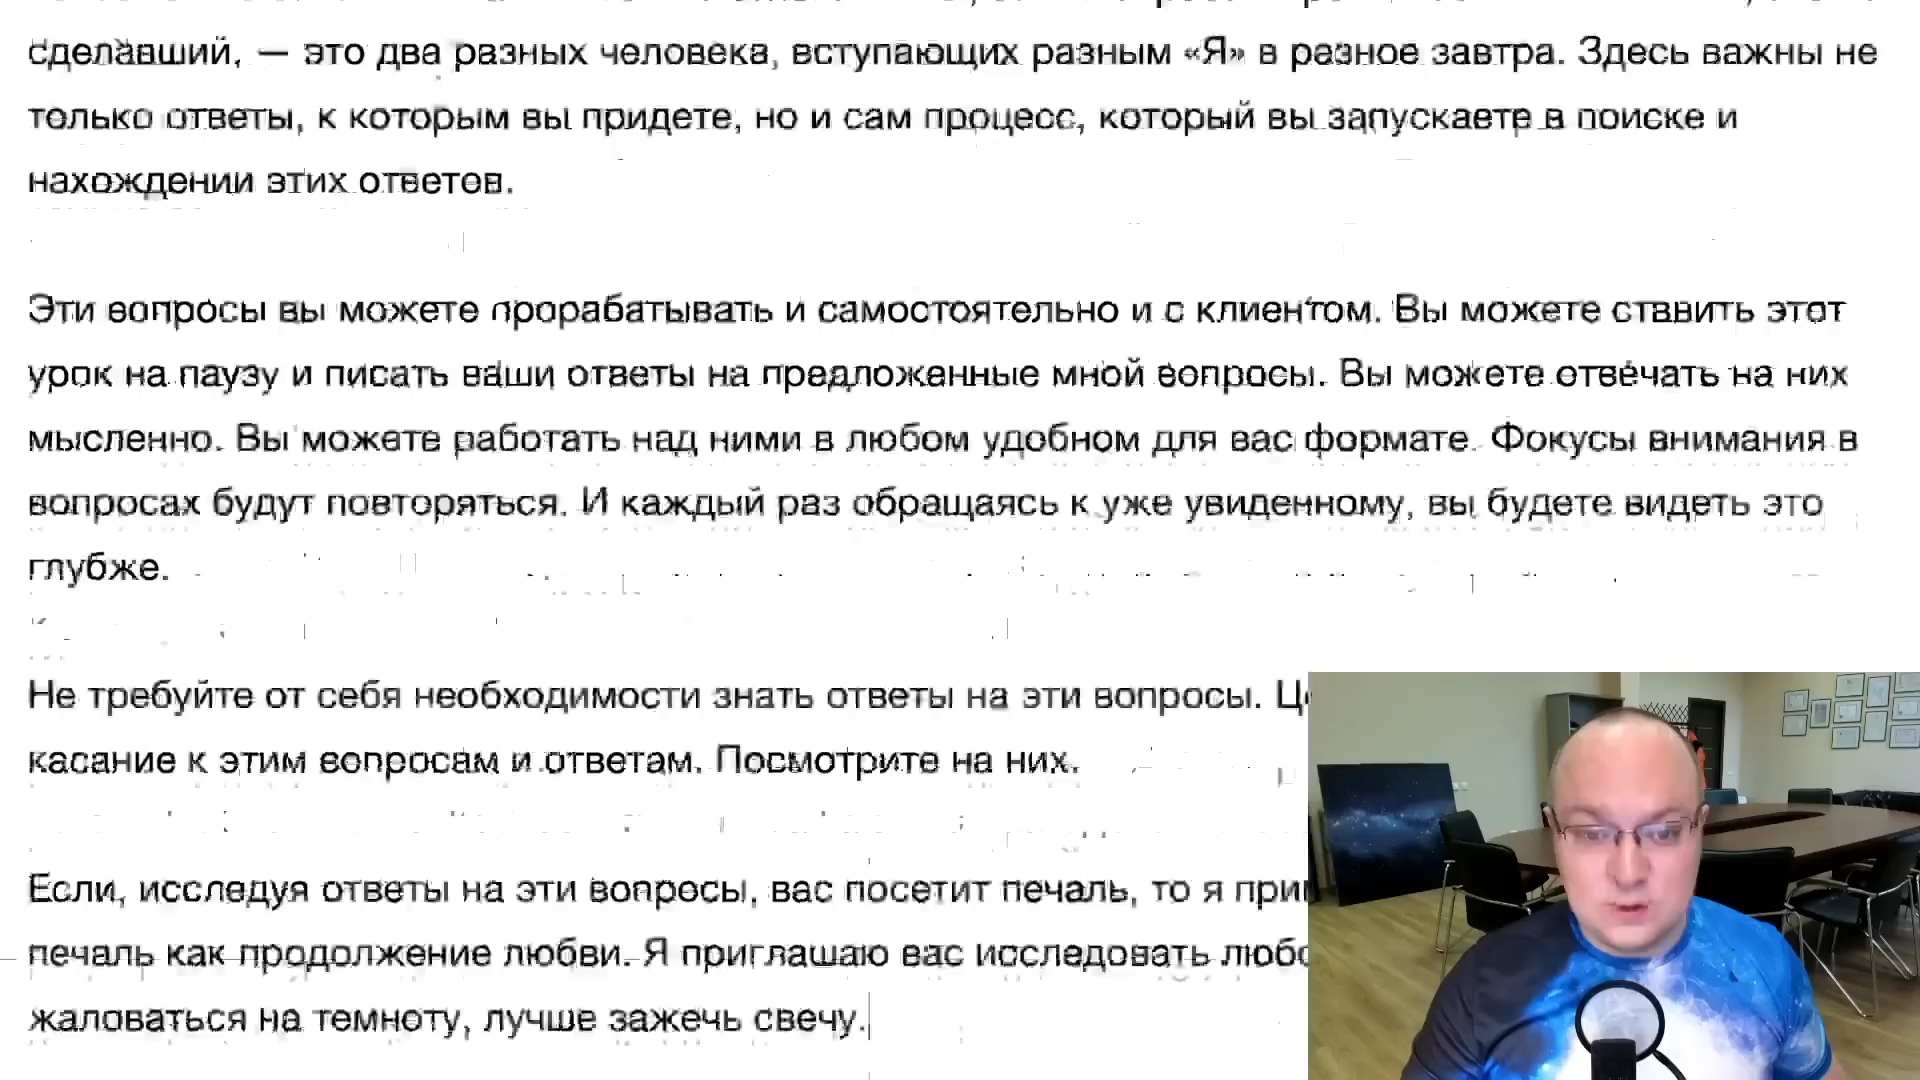 сделавший, — это два разных человека, вступающих разным «Я» в разное завтра. Здесь важны не
только ответы, к которым вы придете, но и сам процесс, который вы запускаете в поиске и
нахождении этих ответов.
Эти вопросы вы можете прорабатывать и самостоятельно и с клиентом. Вы можете ставить этот
урок на паузу и писать ваши ответы на предложенные мной вопросы. Вы можете отвечать на них
мысленно. Вы можете работать над ними в любом удобном для вас формате. Фокусы внимания в
вопросах будут повторяться. И каждый раз обращаясь к уже увиденному, вы будете видеть это
глубже.
Не требуйте от себя необходимости знать ответы на эти вопросы.
касание к этим вопросам и ответам. Посмотрите на них.
Если, исследуя ответы на эти вопросы, вас посетит печаль, то я
печаль как продолжение любви. Я приглашаю вас исследовать
жаловаться на темноту, лучше зажечь свечу.